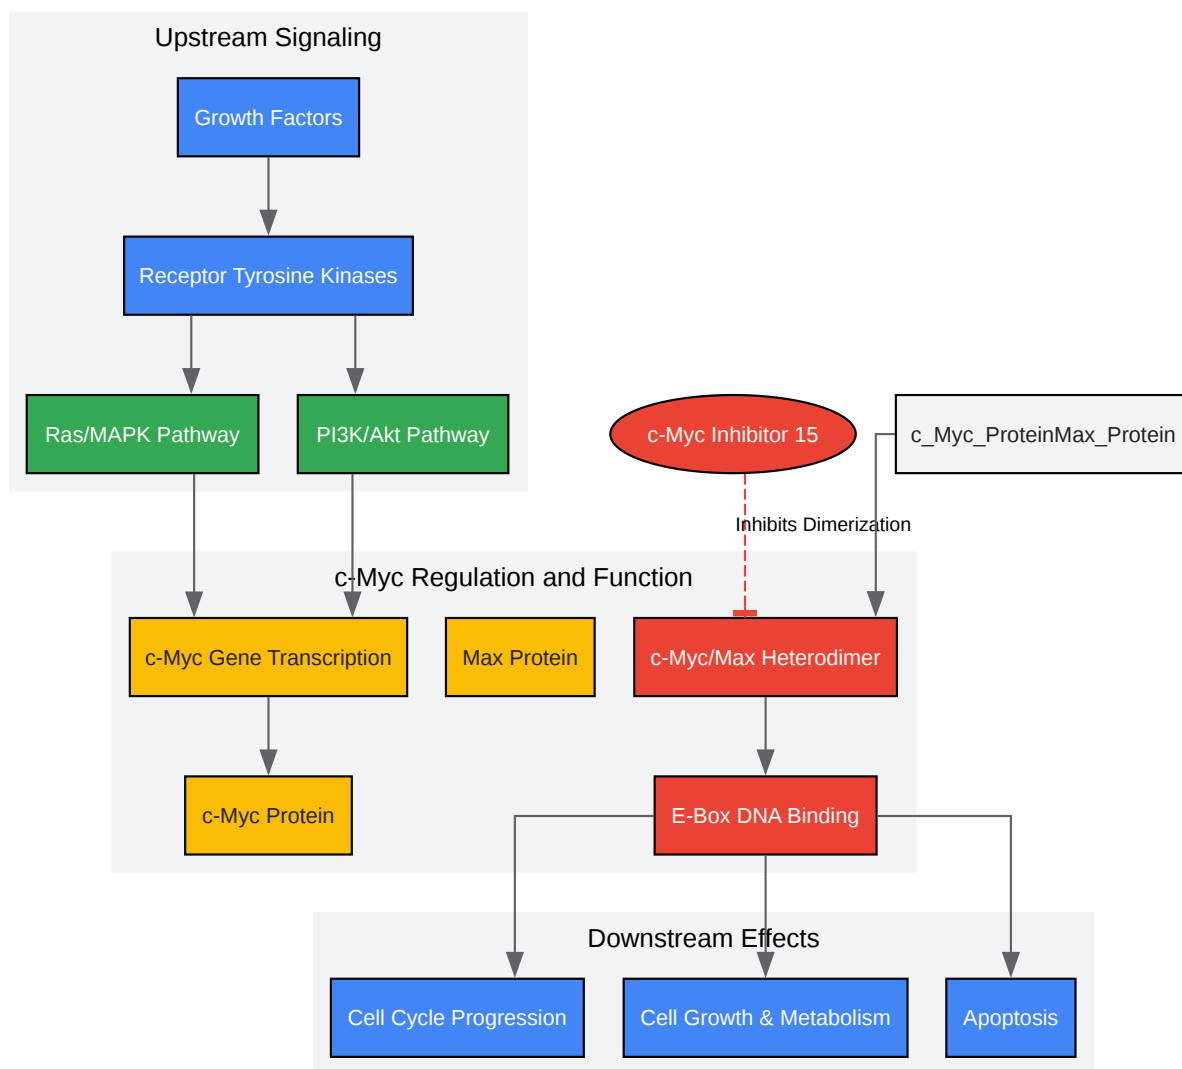 Upstream Signaling
Growth Factors
Receptor Tyrosine Kinases
Ras/MAPK Pathway
PI3K/Akt Pathway
c-Myc Inhibitor 15
c_Myc_ProteinMax_Protein
Inhibits Dimerization
c-Myc Regulation and Function
c-Myc Gene Transcription
Max Protein
c-Myc/Max Heterodimer
c-Myc Protein
E-Box DNA Binding
Downstream Effects
Cell Cycle Progression
Cell Growth & Metabolism
Apoptosis